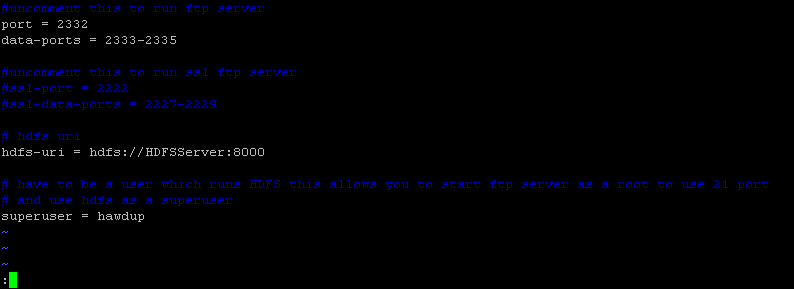 #uncomment this to run ftp server
port = 2332
data-ports = 2333-2335
#uncomment this to run ssl ftp server
#ssl-port = 2222
#ssl-data-ports = 2227-2229
# hdfs uri
hdfs-uri = hdfs://HDFSServer:8000
# have to be a user which runs HDFS this allows you to start ftp server as a root to use 21 port
# and use hdfs as a superuser
superuser = hawdup
~
~
~
: